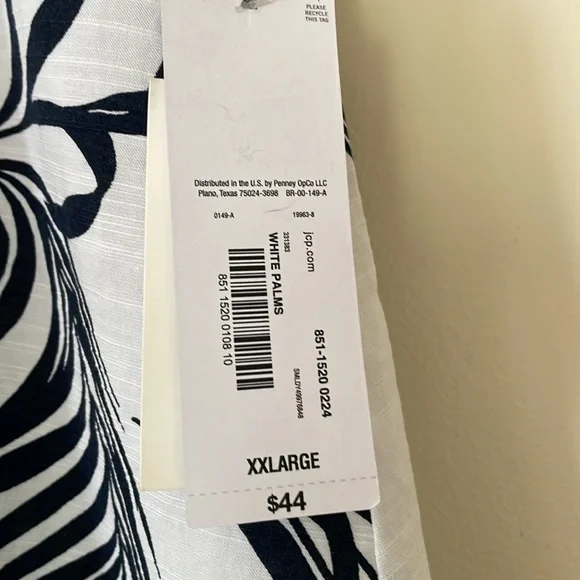 PLEASE
RECYCLE
THIS TAG
Distributed in the U.S. by Penney OpCo LLC
Plano, Texas 75024-3698 BR-00-149-A
0149-A 19963-8
jcp.com
331383
WHITE PALMS
851 1520 0108 10
851-1520 0224
SMLDY49976848
XXLARGE
$44